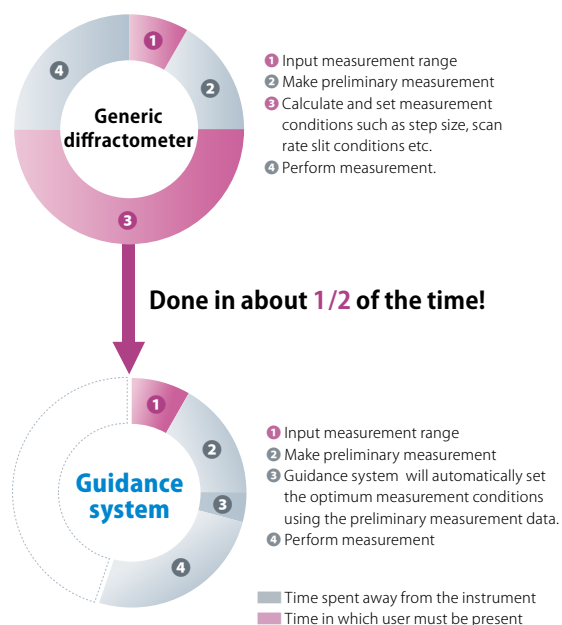 1
4
2
Generic
diffractometer
3
1 Input measurement range
2 Make preliminary measurement
3 Calculate and set measurement
conditions such as step size, scan
rate slit conditions etc.
4 Perform measurement.
Done in about 1/2 of the time!
1
2
Guidance
system
3
4
1 Input measurement range
2 Make preliminary measurement
3 Guidance system will automatically set
the optimum measurement conditions
using the preliminary measurement data.
4 Perform measurement
Time spent away from the instrument
Time in which user must be present